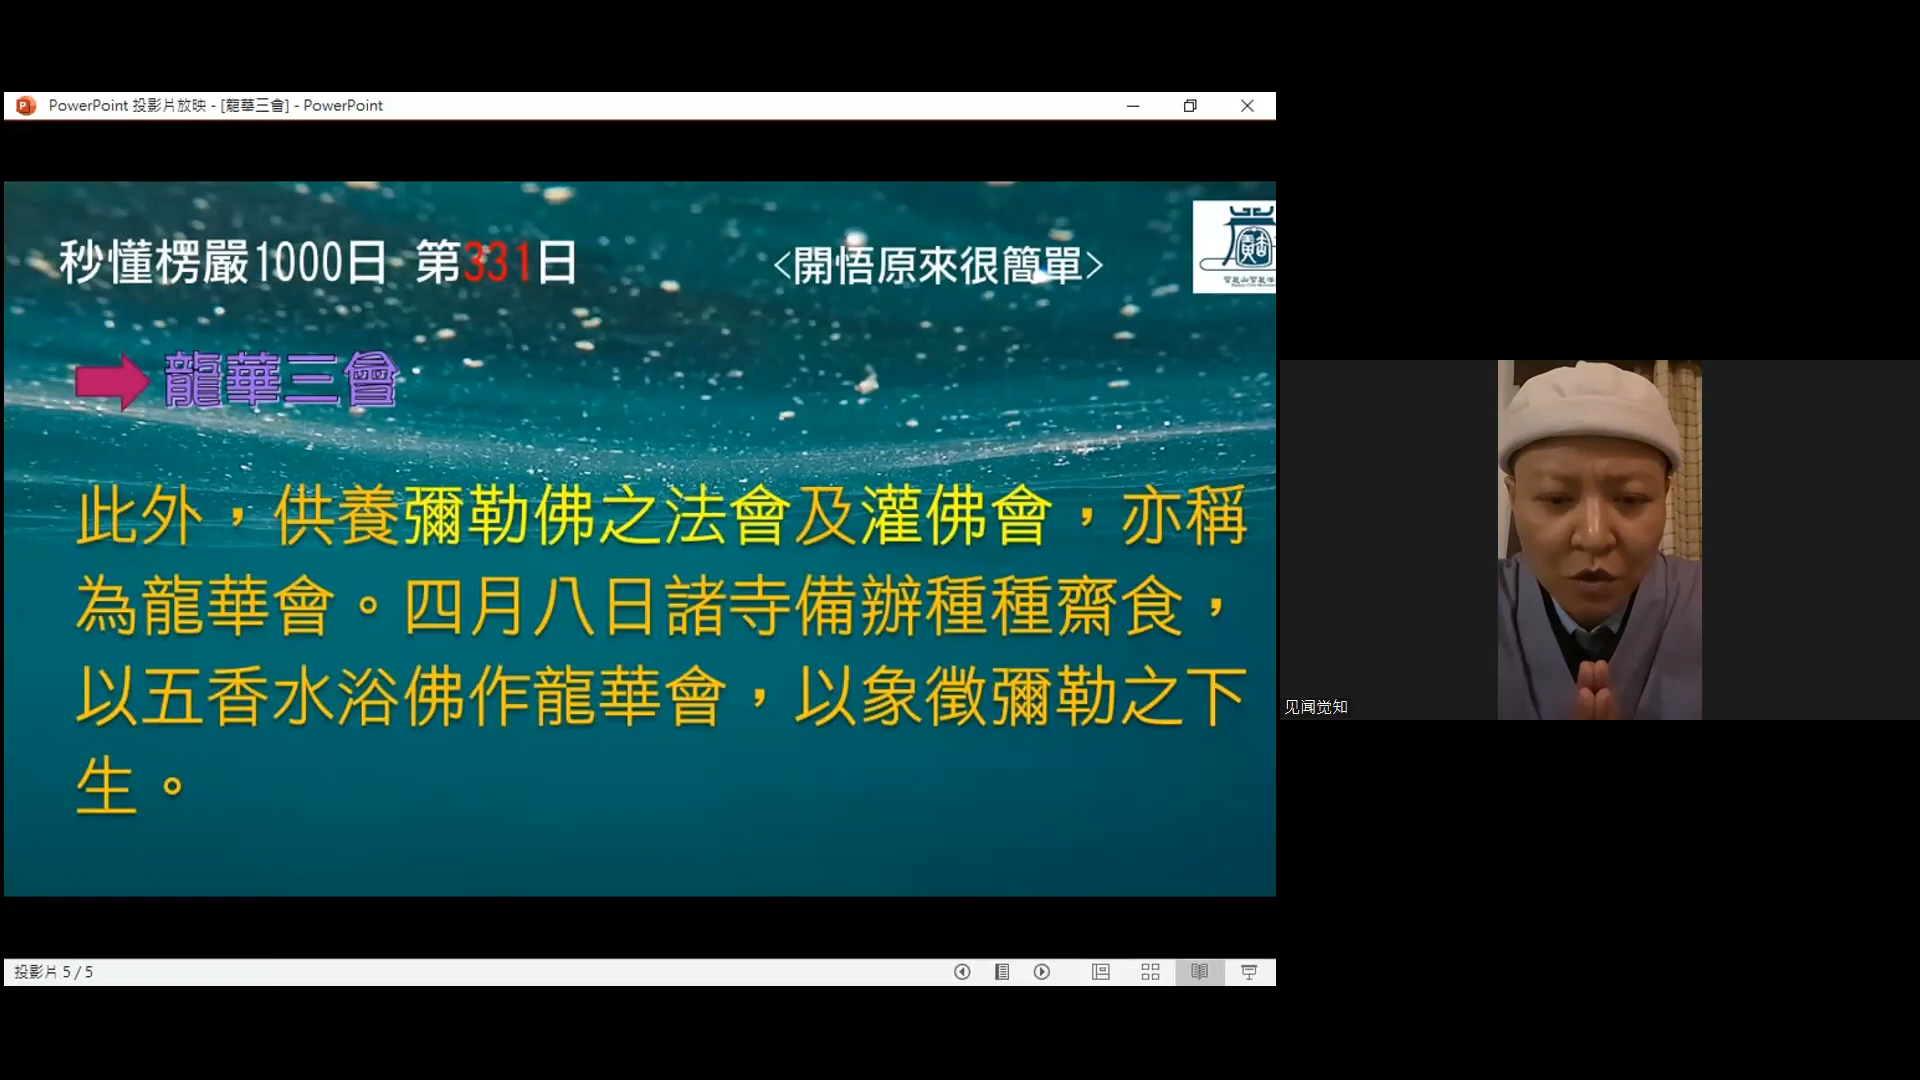 PowerPoint 投影片放映 - [龍華三會] - PowerPoint
秒懂楞嚴1000日 第331日 <開悟原來很簡單>
龍華三會
此外，供養彌勒佛之法會及灌佛會，亦稱
為龍華會。四月八日諸寺備辦種種齋食，
以五香水浴佛作龍華會，以象徵彌勒之下
生。
见闻觉知
投影片 5 / 5